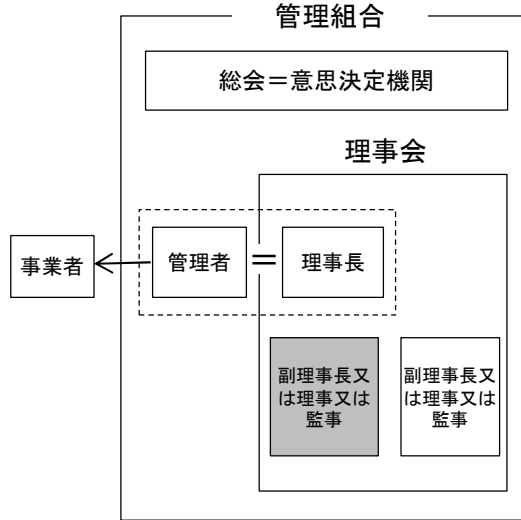 管理組合
総会＝意思決定機関
理事会
事業者
管理者
＝
理事長
副理事長又
は理事又は
監事
副理事長又
は理事又は
監事